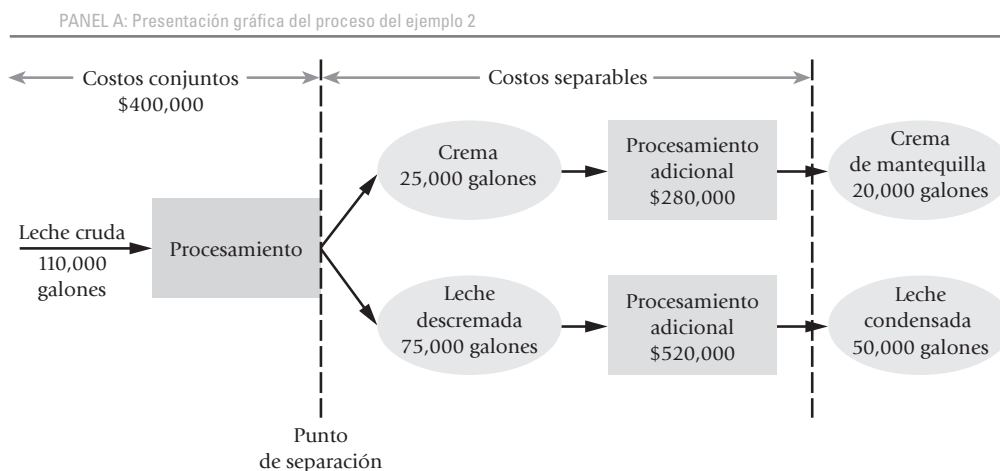 PANEL A: Presentación gráfica del proceso del ejemplo 2
Costos conjuntos
$400,000
Costos separables
Leche cruda
110,000
galones
Procesamiento
Crema
25,000 galones
Procesamiento
adicional
$280,000
Crema
de mantequilla
20,000 galones
Leche
descremada
75,000 galones
Procesamiento
adicional
$520,000
Leche
condensada
50,000 galones
Punto
de separación